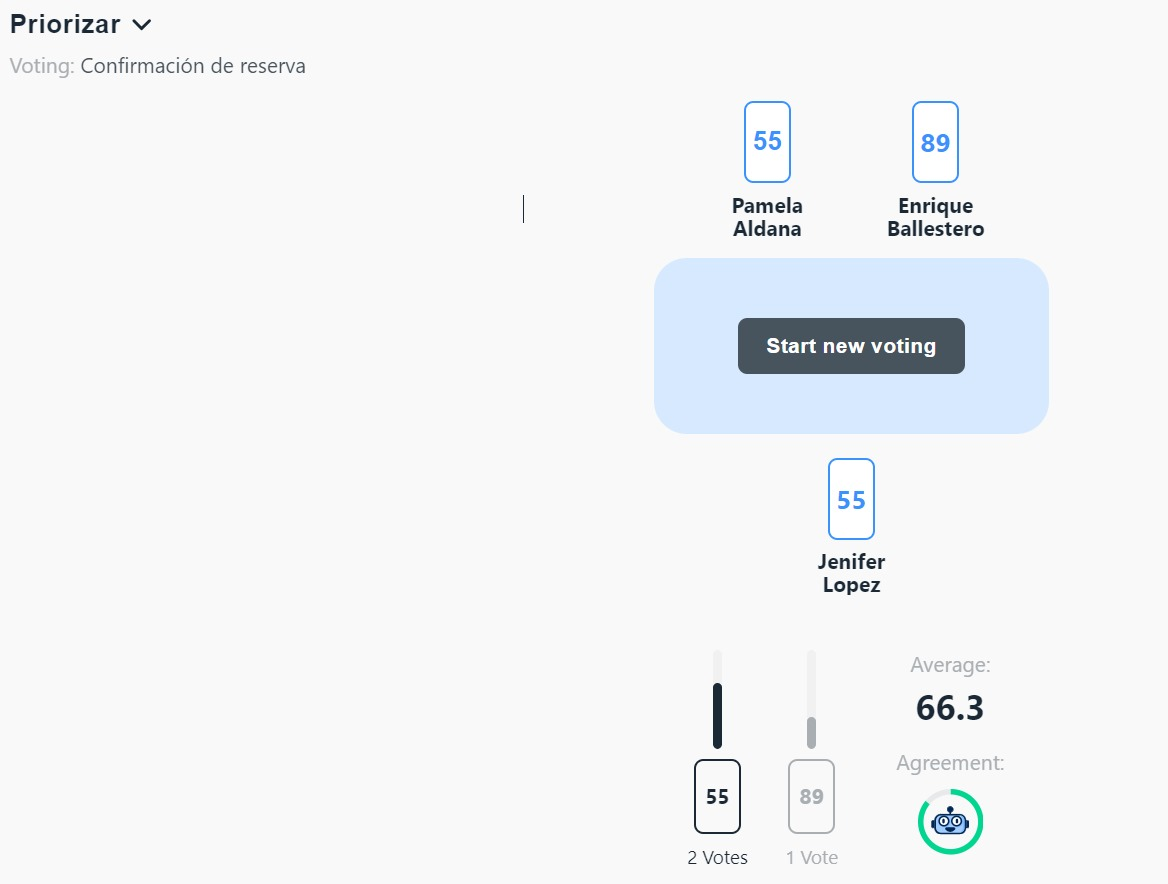 Priorizar
Voting: Confirmación de reserva
55
89
Pamela
Aldana
Enrique
Ballestero
Start new voting
55
Jenifer
Lopez
Average:
66.3
Agreement:
55
89
2 Votes
1 Vote